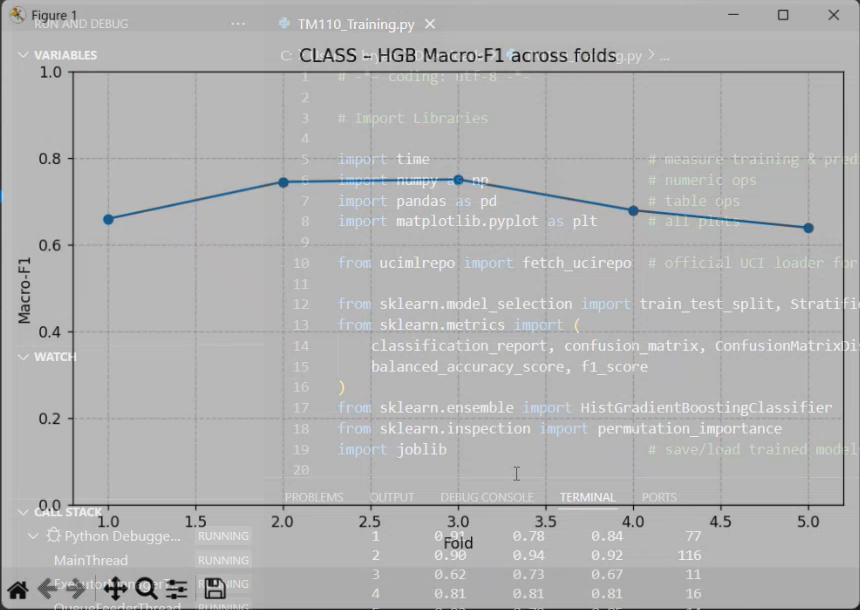 Figure 1
RUN AND DEBUG
TM110_Training.py
VARIABLES
C:
.py > ...
CLASS – HGB Macro-F1 across folds
1 # -*- coding: utf-8 -*-
2
3 # Import Libraries
4
5 import time # measure training & pred
6 import numpy as np # numeric ops
7 import pandas as pd # table ops
8 import matplotlib.pyplot as plt # all plots
9
10 from ucimlrepo import fetch_ucirepo # official UCI loader for
11
12 from sklearn.model_selection import train_test_split, Stratifie
13 from sklearn.metrics import (
14 classification_report, confusion_matrix, ConfusionMatrixDis
15 balanced_accuracy_score, f1_score
16 )
17 from sklearn.ensemble import HistGradientBoostingClassifier
18 from sklearn.inspection import permutation_importance
19 import joblib # save/load trained model
20
1.0
0.8
0.6
0.4
0.2
0.0
Macro-F1
WATCH
PROBLEMS OUTPUT DEBUG CONSOLE TERMINAL PORTS
CALL STACK
1.0 1.5 2.0 2.5 3.0 3.5 4.0 4.5 5.0
Fold
Python Debugge... RUNNING
MainThread RUNNING
ExecutorManagerT RUNNING
QueueFeederThread RUNNING
1 0.91 0.78 0.84 77
2 0.90 0.94 0.92 116
3 0.62 0.73 0.67 11
4 0.81 0.81 0.81 16